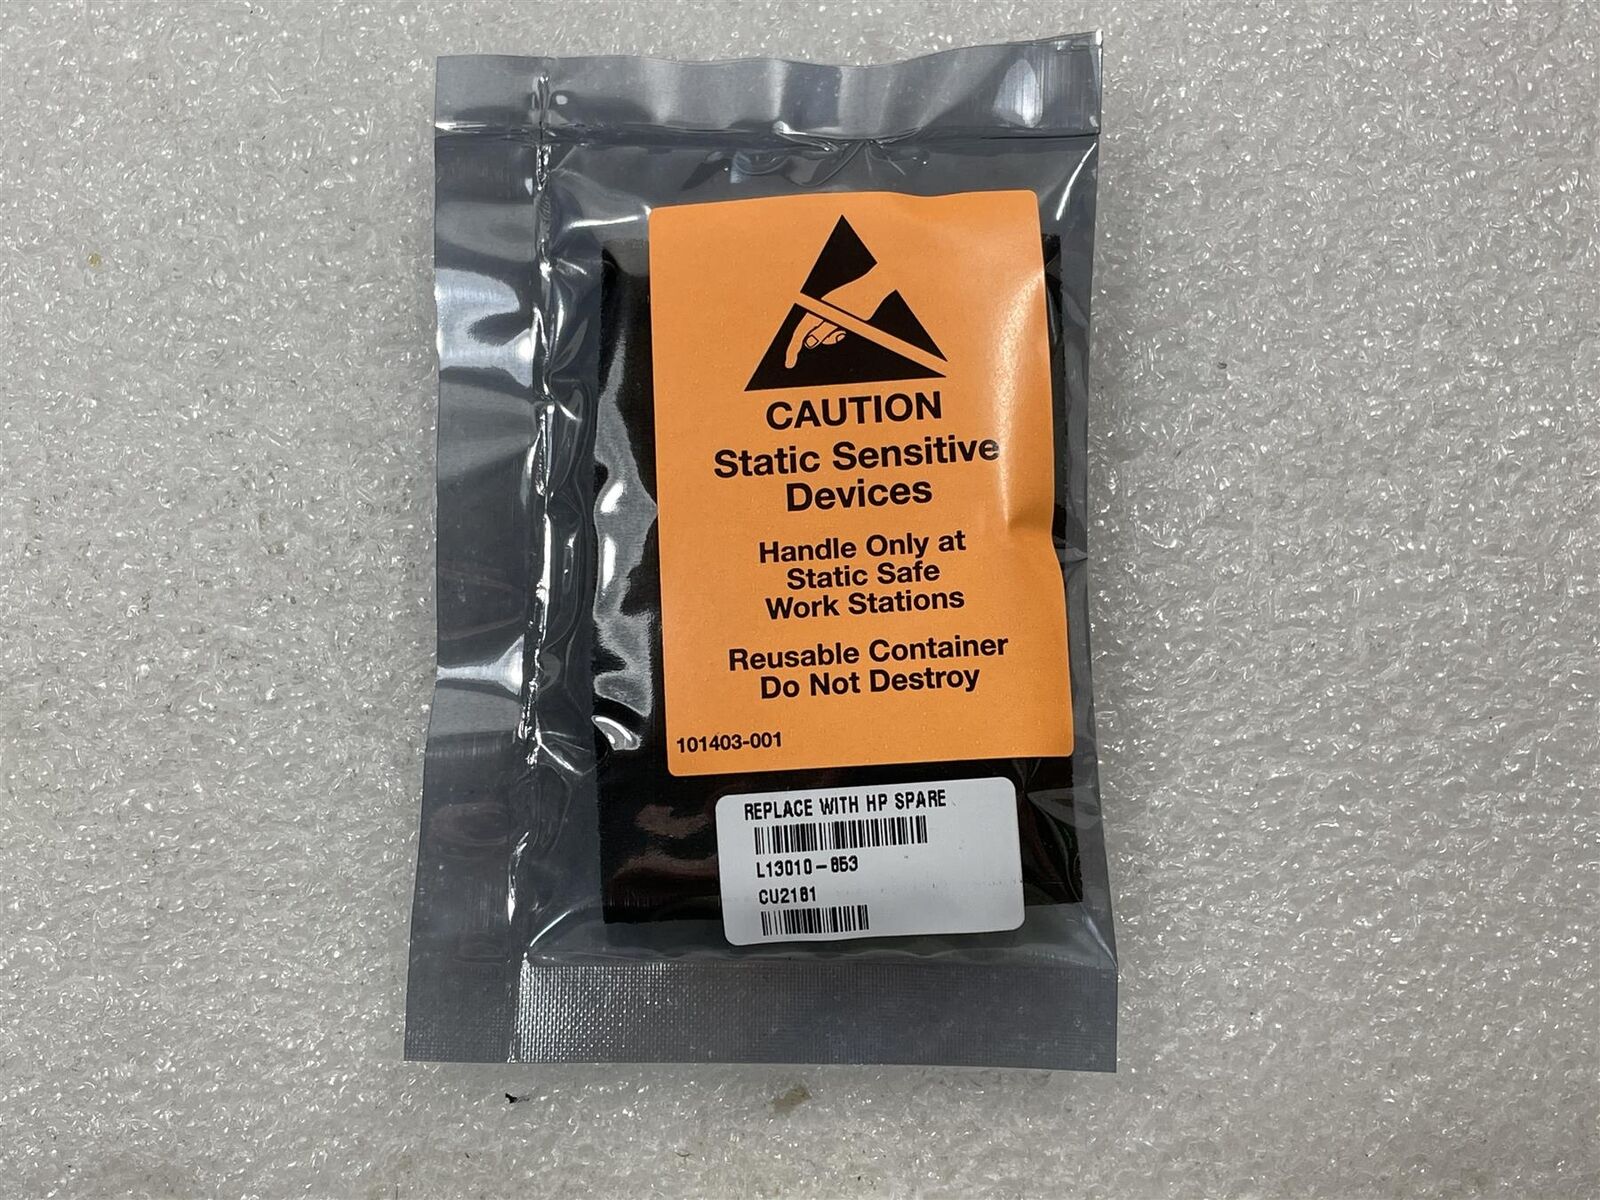 CAUTION
Static Sensitive
Devices
Handle Only at
Static Safe
Work Stations
Reusable Container
Do Not Destroy
101403-001
REPLACE WITH HP SPARE
L13010-853
CU2181